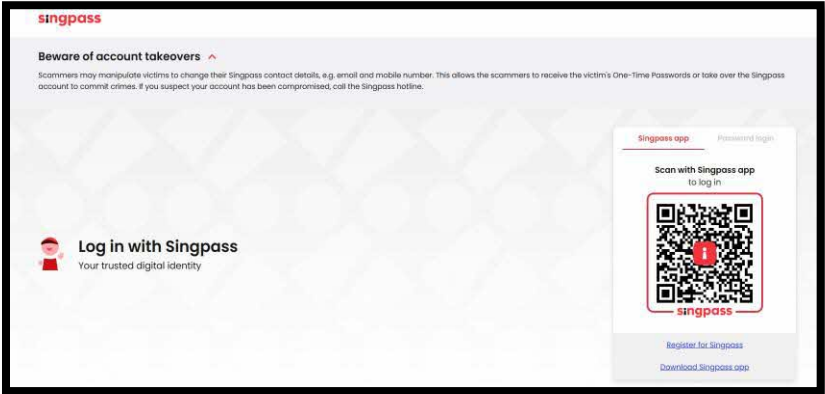 singpass
Beware of account takeovers
Scammers may manipulate victims to change their Singpass contact details, e.g. email and mobile number. This allows the scammers to receive the victim's One-Time Passwords or take over the Singpass
account to commit crimes. If you suspect your account has been compromised, call the Singpass hotline.
Singpass app Password login
Scan with Singpass app
to log in
singpass
Log in with Singpass
Your trusted digital identity
Register for Singpass
Download Singpass app